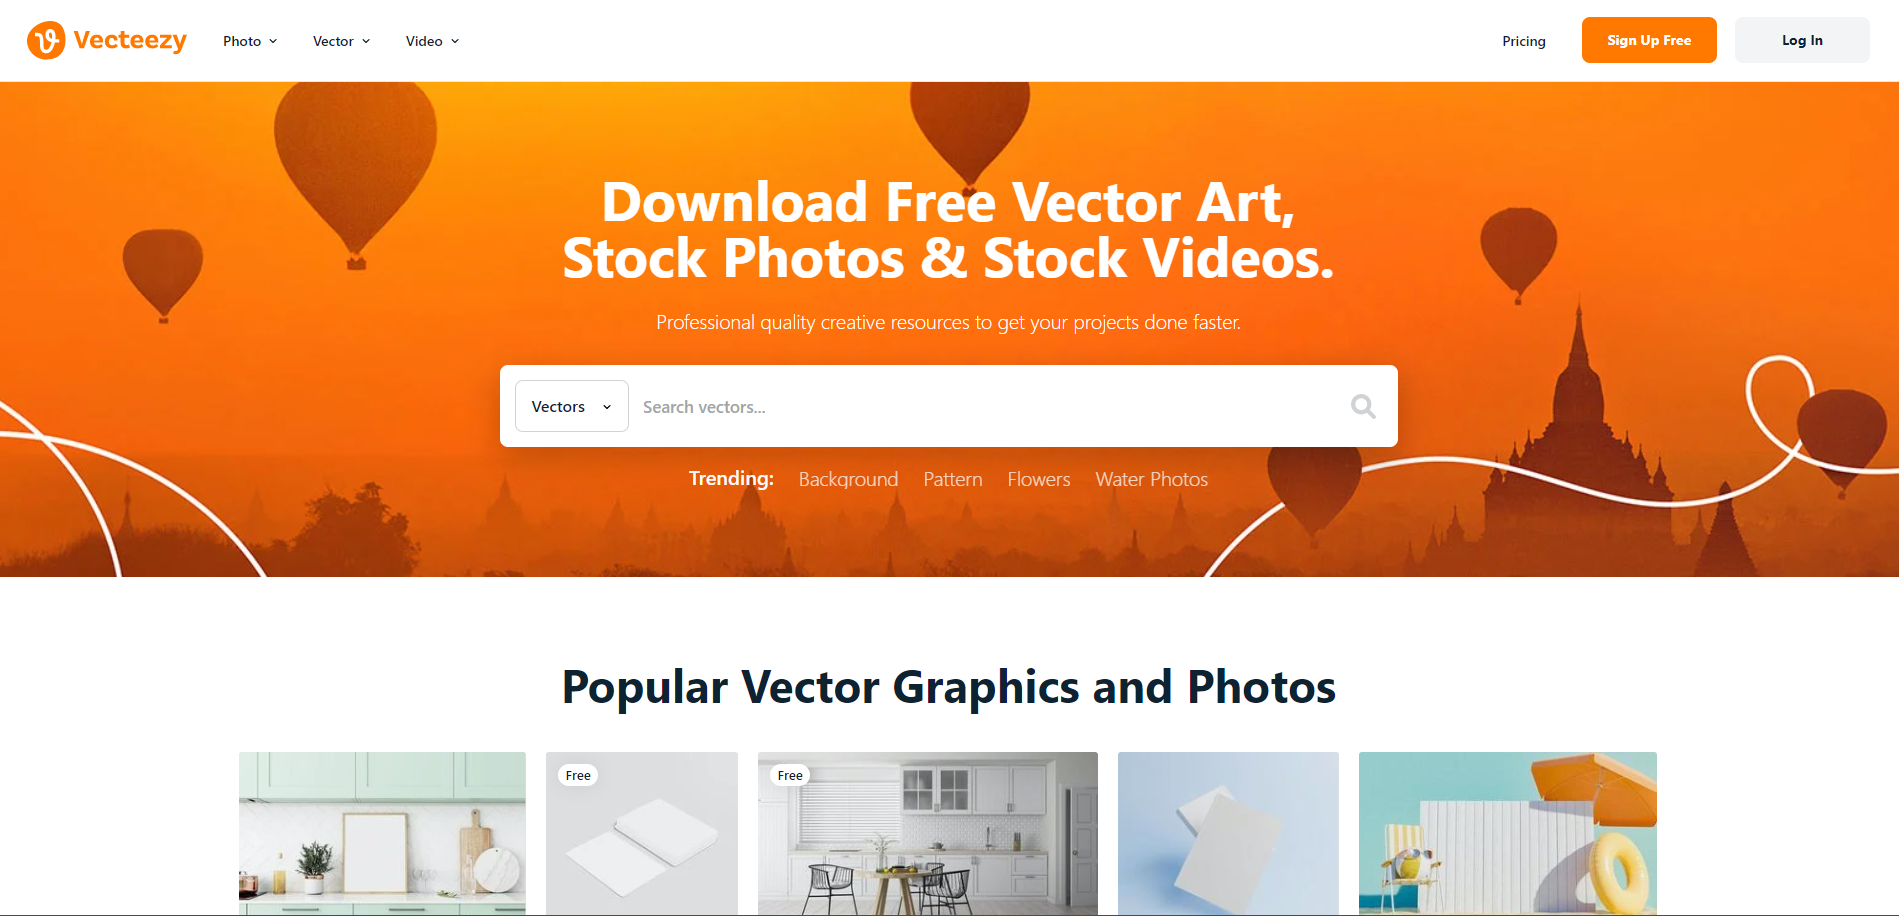 Vecteezy
Photo
Vector
Video
Pricing
Sign Up Free
Log In
Download Free Vector Art,
Stock Photos & Stock Videos.
Professional quality creative resources to get your projects done faster.
Vectors
Search vectors...
Trending: Background Pattern Flowers Water Photos
Popular Vector Graphics and Photos
Free
Free